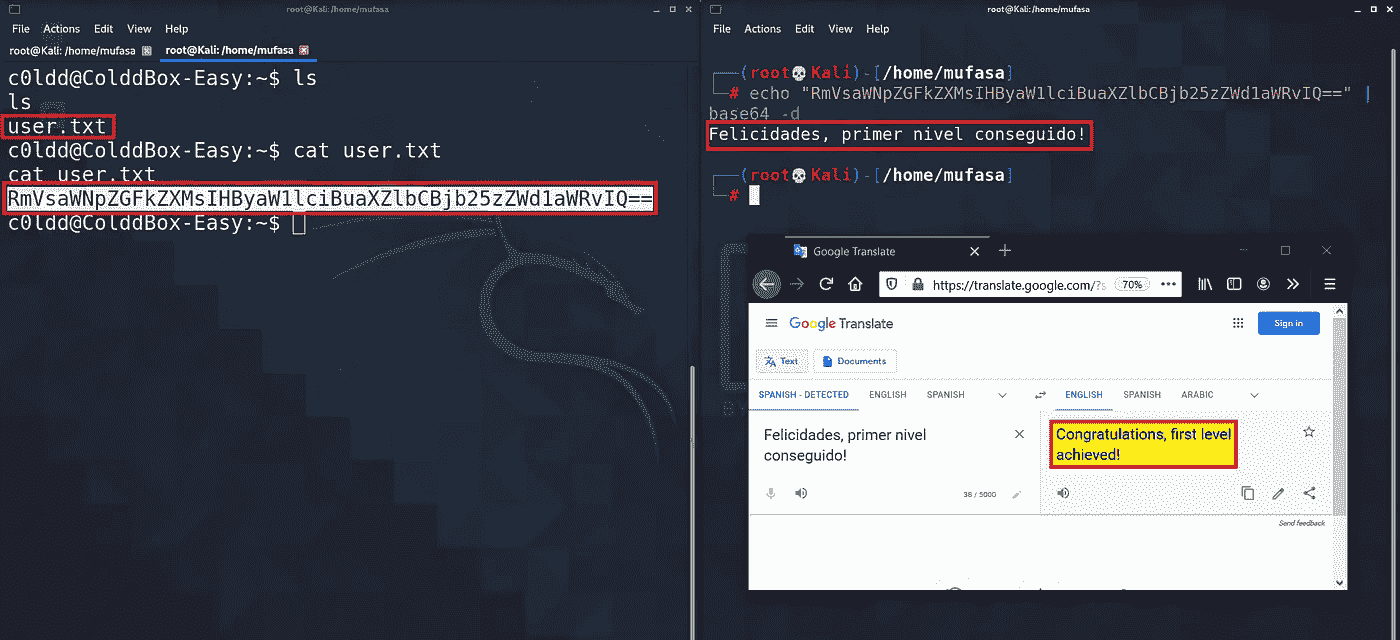 root@Kali: /home/mufasa
File Actions Edit View Help
root@Kali: /home/mufasa root@Kali: /home/mufasa
c0ldd@ColddBox-Easy:~$ ls
ls
user.txt
c0ldd@ColddBox-Easy:~$ cat user.txt
cat user.txt
RmVsaWNpZGFkZXMsIHByaW1lciBuaXZlbCBjb25zZWd1aWRvIQ==
c0ldd@ColddBox-Easy:~$
root@Kali: /home/mufasa
File Actions Edit View Help
(root💀Kali)-[/home/mufasa]
# echo "RmVsaWNpZGFkZXMsIHByaW1lciBuaXZlbCBjb25zZWd1aWRvIQ==" |
base64 -d
Felicidades, primer nivel conseguido!
(root💀Kali)-[/home/mufasa]
#
Google Translate
https://translate.google.com/?s 70%
Google Translate
Sign in
Text Documents
SPANISH - DETECTED ENGLISH SPANISH ENGLISH SPANISH ARABIC
Felicidades, primer nivel
conseguido!
Congratulations, first level
achieved!
38 / 5000
Send feedback